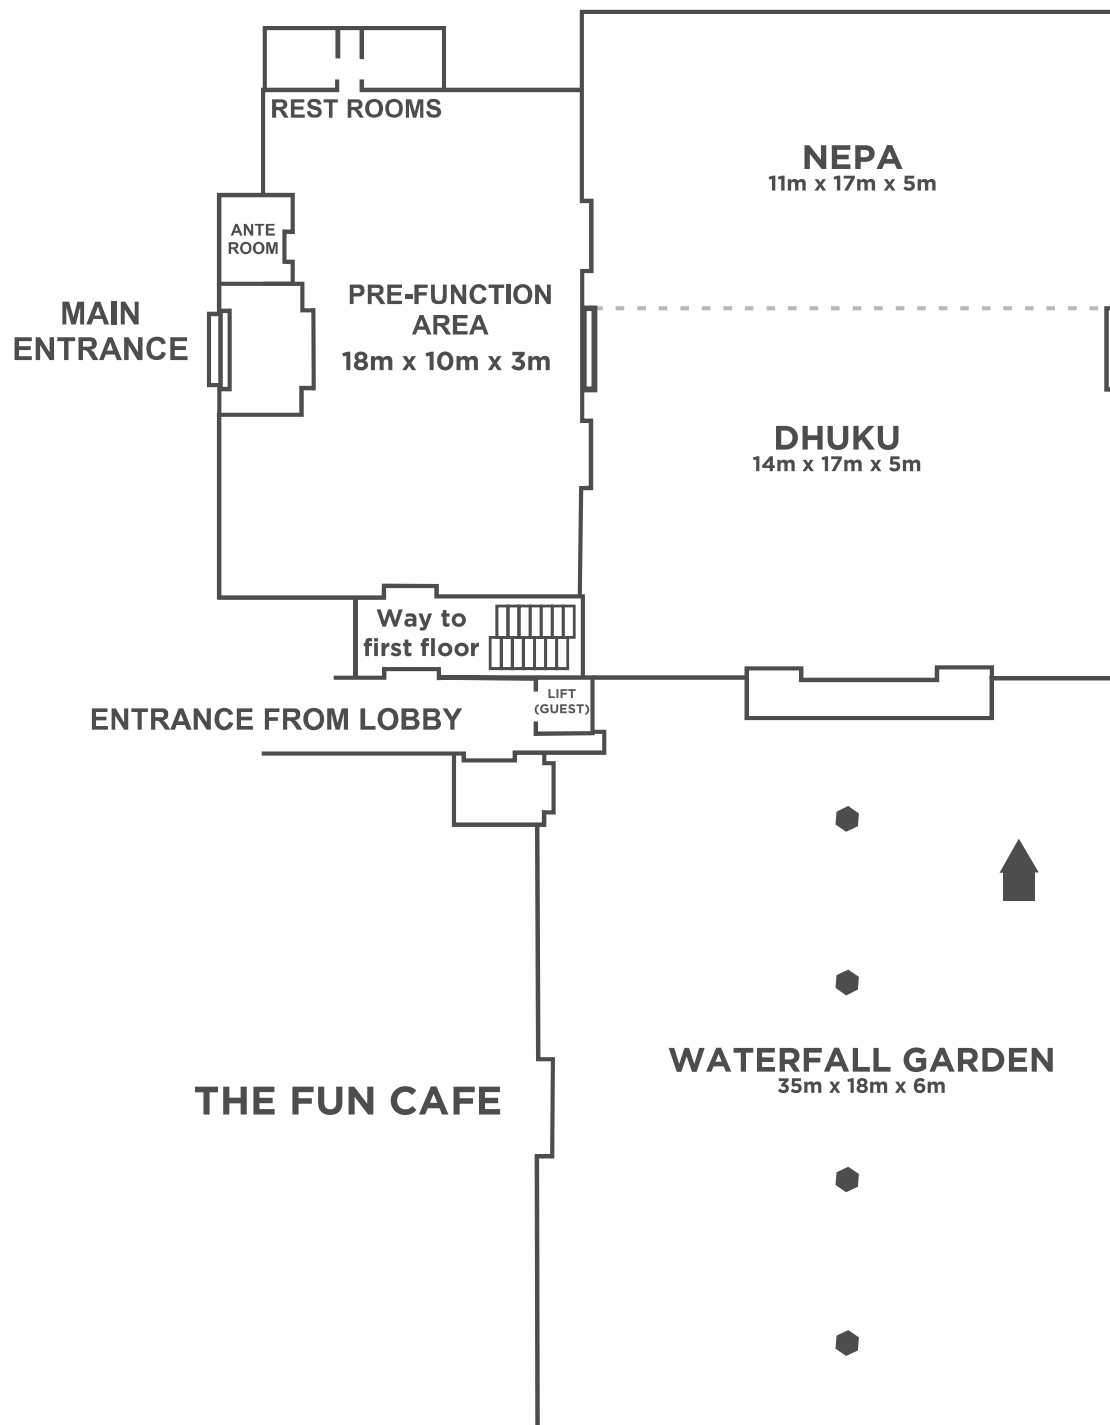 REST ROOMS
NEPA
11m x 17m x 5m
ANTE
ROOM
MAIN
ENTRANCE
PRE-FUNCTION
AREA
18m x 10m x 3m
DHUKU
14m x 17m x 5m
Way to
first floor
LIFT
(GUEST)
ENTRANCE FROM LOBBY
WATERFALL GARDEN
35m x 18m x 6m
THE FUN CAFE